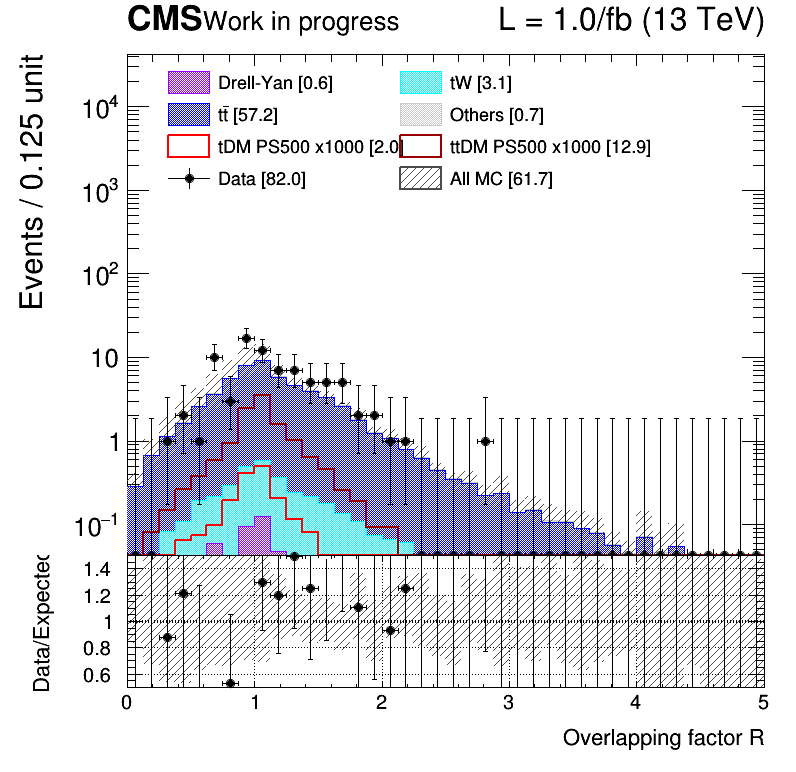 CMS Work in progress L = 1.0/fb (13 TeV)
Events / 0.125 unit
Drell-Yan [0.6] tW [3.1]
tt̄ [57.2] Others [0.7]
tDM PS500 x1000 [2.0 ttDM PS500 x1000 [12.9]
Data [82.0] All MC [61.7]
10⁴
10³
10²
10
1
10⁻¹
Data/Expected
1.4
1.2
1
0.8
0.6
0 1 2 3 4 5
Overlapping factor R